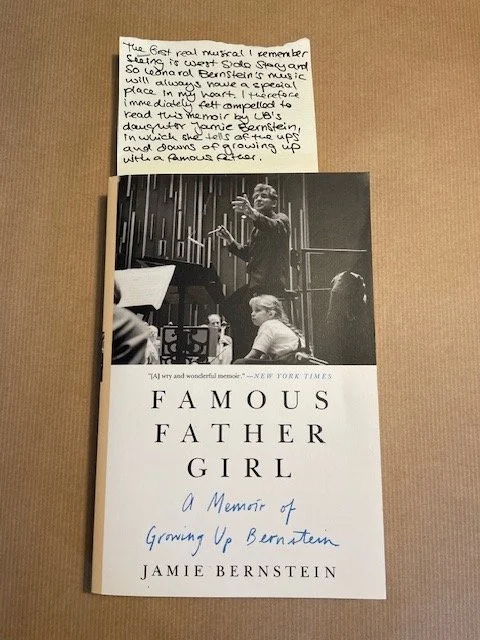 The first real musical I remember
seeing is West Side Story and
so Leonard Bernstein's music
will always have a special
place in my heart. I therefore
immediately felt compelled to
read this memoir by LB's
daughter Jamie Bernstein,
in which she tells of the ups
and downs of growing up
with a famous father.
"[A] wry and wonderful memoir." —NEW YORK TIMES
FAMOUS
FATHER
GIRL
A Memoir of
Growing Up Bernstein
JAMIE BERNSTEIN